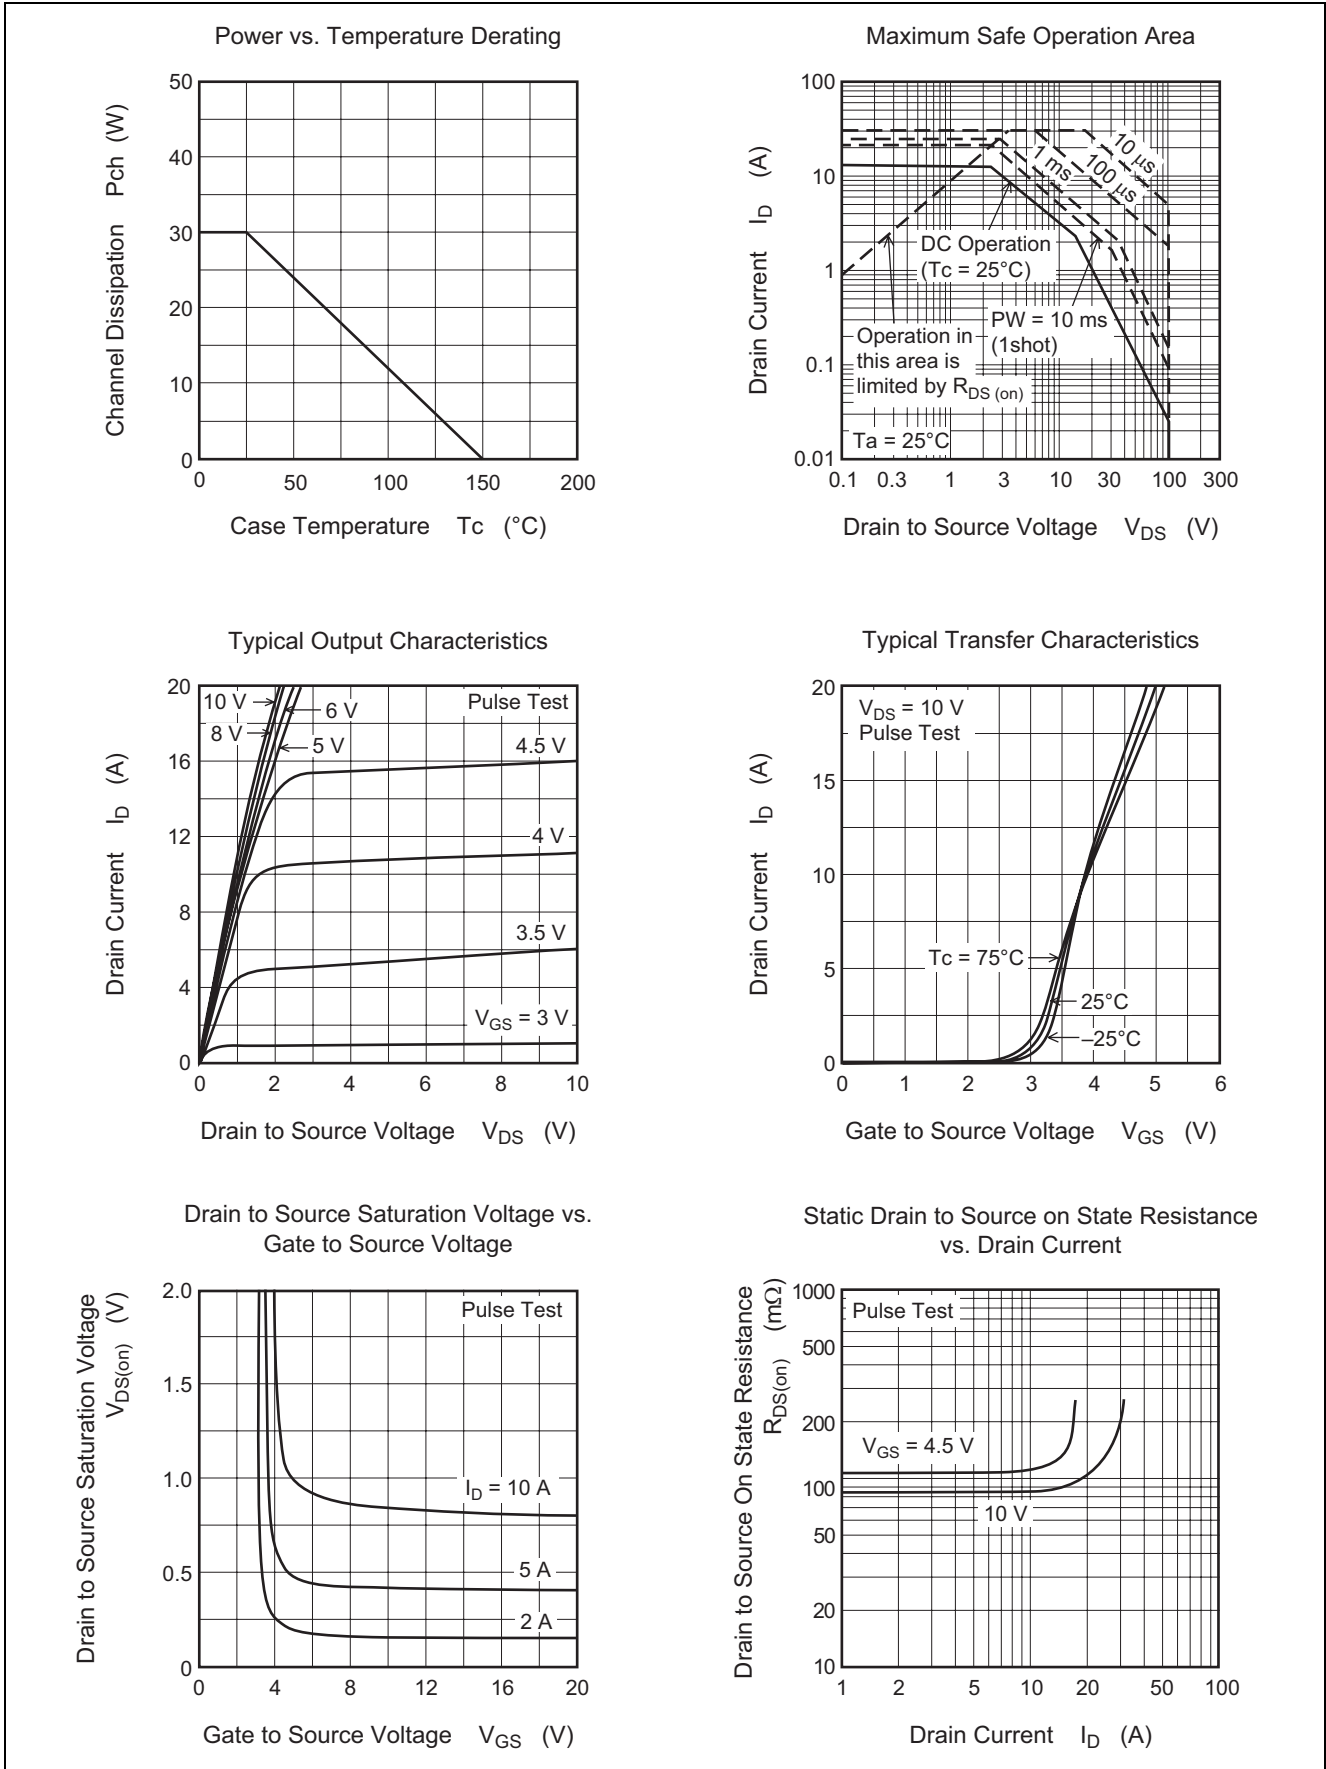 Power vs. Temperature Derating
50
40
30
20
10
0
Channel Dissipation Pch (W)
0 50 100 150 200
Case Temperature Tc (°C)
Maximum Safe Operation Area
100
10
1
0.1
0.01
Drain Current I_D (A)
10 μs
100 μs
1 ms
DC Operation
(Tc = 25°C)
PW = 10 ms
(1shot)
Operation in
this area is
limited by R_DS (on)
Ta = 25°C
0.1 0.3 1 3 10 30 100 300
Drain to Source Voltage V_DS (V)
Typical Output Characteristics
20
16
12
8
4
0
Drain Current I_D (A)
10 V
8 V
6 V
5 V
Pulse Test
4.5 V
4 V
3.5 V
V_GS = 3 V
0 2 4 6 8 10
Drain to Source Voltage V_DS (V)
Typical Transfer Characteristics
20
15
10
5
0
Drain Current I_D (A)
V_DS = 10 V
Pulse Test
Tc = 75°C
25°C
–25°C
0 1 2 3 4 5 6
Gate to Source Voltage V_GS (V)
Drain to Source Saturation Voltage vs.
Gate to Source Voltage
2.0
1.5
1.0
0.5
0
Drain to Source Saturation Voltage
V_DS(on) (V)
Pulse Test
I_D = 10 A
5 A
2 A
0 4 8 12 16 20
Gate to Source Voltage V_GS (V)
Static Drain to Source on State Resistance
vs. Drain Current
1000
500
200
100
50
20
10
Drain to Source On State Resistance
R_DS(on) (mΩ)
Pulse Test
V_GS = 4.5 V
10 V
1 2 5 10 20 50 100
Drain Current I_D (A)